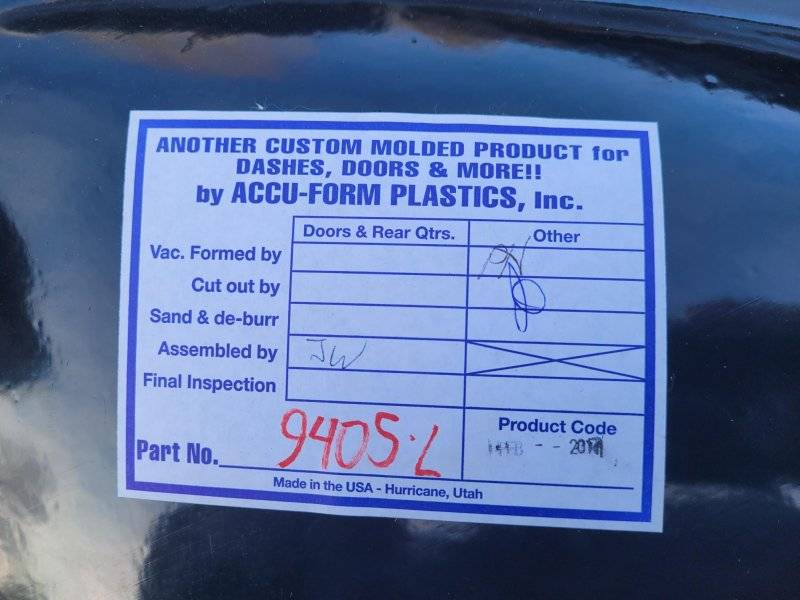 ANOTHER CUSTOM MOLDED PRODUCT for
DASHES, DOORS & MORE!!
by ACCU-FORM PLASTICS, Inc.
Doors & Rear Qtrs. Other
Vac. Formed by
Cut out by
Sand & de-burr
Assembled by JW
Final Inspection
Part No. 9405-L
Product Code
Made in the USA - Hurricane, Utah